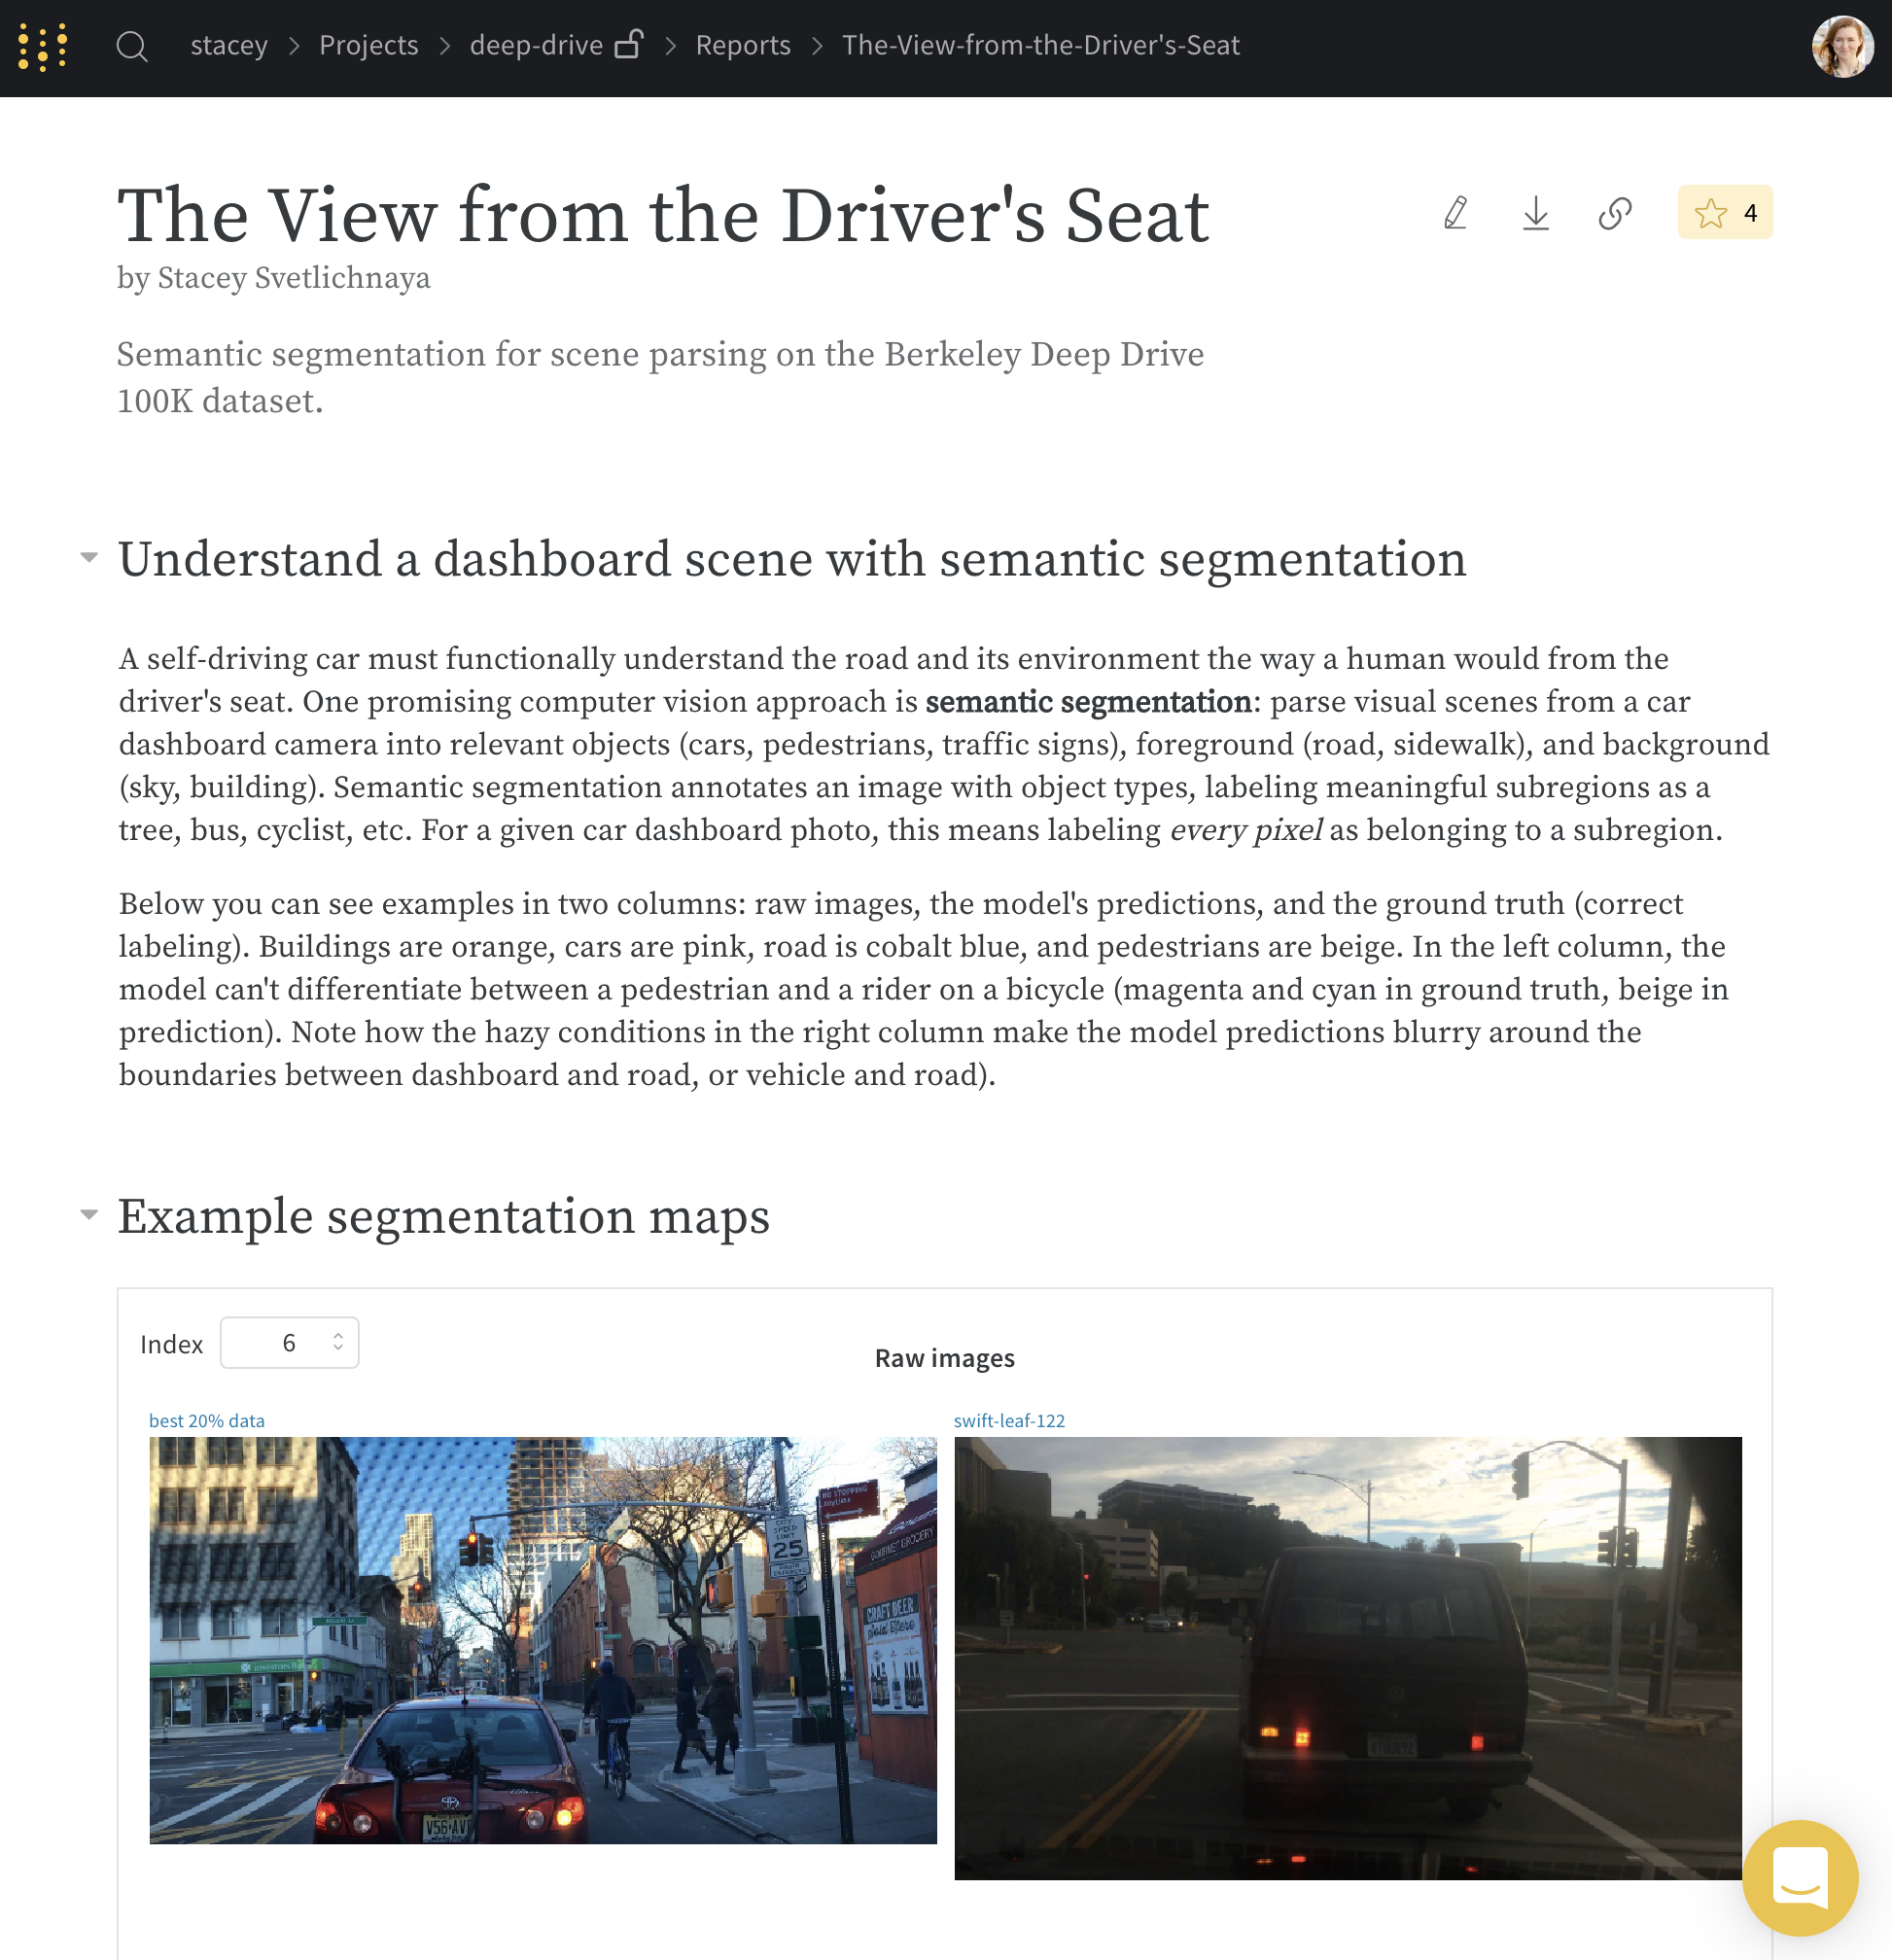 stacey > Projects > deep-drive > Reports > The-View-from-the-Driver's-Seat
The View from the Driver's Seat
4
by Stacey Svetlichnaya
Semantic segmentation for scene parsing on the Berkeley Deep Drive
100K dataset.
Understand a dashboard scene with semantic segmentation
A self-driving car must functionally understand the road and its environment the way a human would from the
driver's seat. One promising computer vision approach is semantic segmentation: parse visual scenes from a car
dashboard camera into relevant objects (cars, pedestrians, traffic signs), foreground (road, sidewalk), and background
(sky, building). Semantic segmentation annotates an image with object types, labeling meaningful subregions as a
tree, bus, cyclist, etc. For a given car dashboard photo, this means labeling every pixel as belonging to a subregion.
Below you can see examples in two columns: raw images, the model's predictions, and the ground truth (correct
labeling). Buildings are orange, cars are pink, road is cobalt blue, and pedestrians are beige. In the left column, the
model can't differentiate between a pedestrian and a rider on a bicycle (magenta and cyan in ground truth, beige in
prediction). Note how the hazy conditions in the right column make the model predictions blurry around the
boundaries between dashboard and road, or vehicle and road).
Example segmentation maps
Index 6
Raw images
best 20% data
swift-leaf-122
NO STOPPING
Anytime
CITY
SPEED
LIMIT
25
GOURMET GROCERY
CRAFT BEER